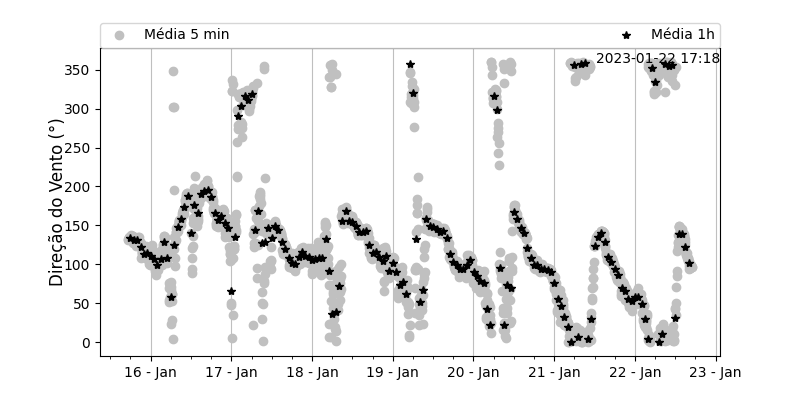 Média 5 min
Média 1h
2023-01-22 17:18
Direção do Vento (°)
350
300
250
200
150
100
50
0
16 - Jan
17 - Jan
18 - Jan
19 - Jan
20 - Jan
21 - Jan
22 - Jan
23 - Jan